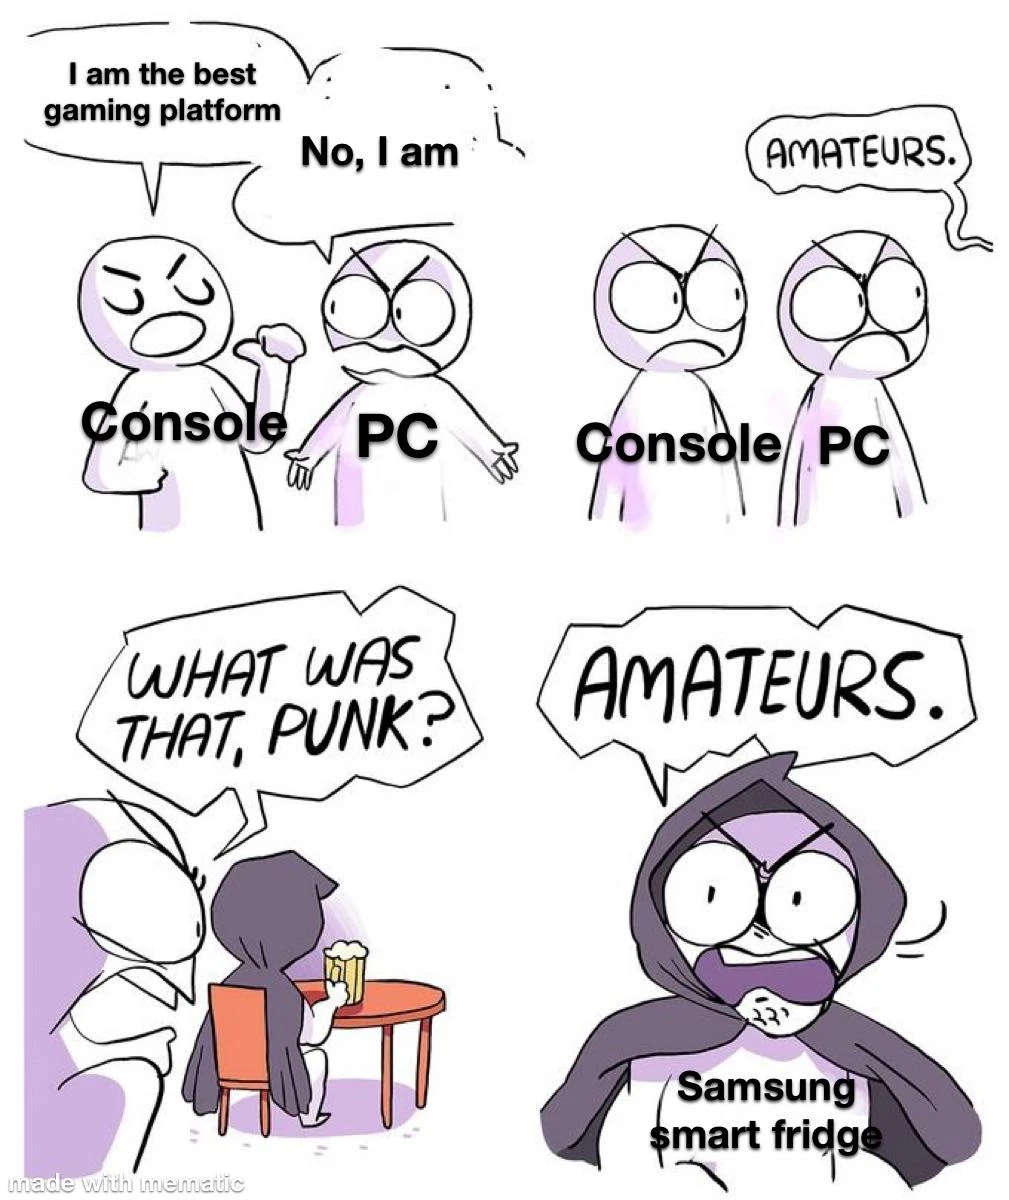 I am the best
gaming platform
No, I am
Console
PC
AMATEURS.
Console
PC
WHAT WAS
THAT, PUNK?
AMATEURS.
Samsung
smart fridge
made with mematic